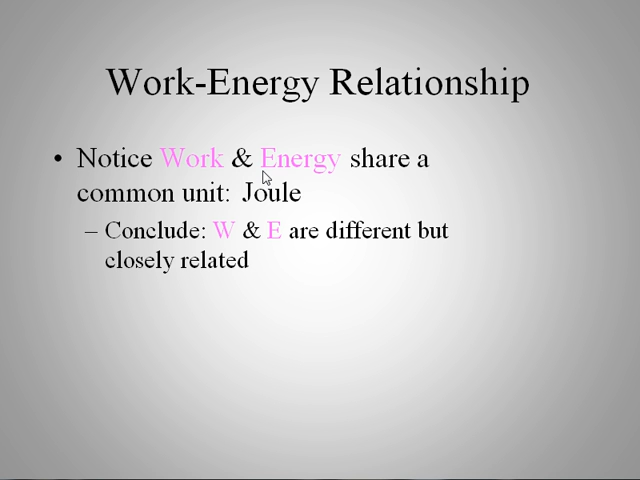 Work-Energy Relationship
• Notice Work & Energy share a
common unit: Joule
– Conclude: W & E are different but
closely related